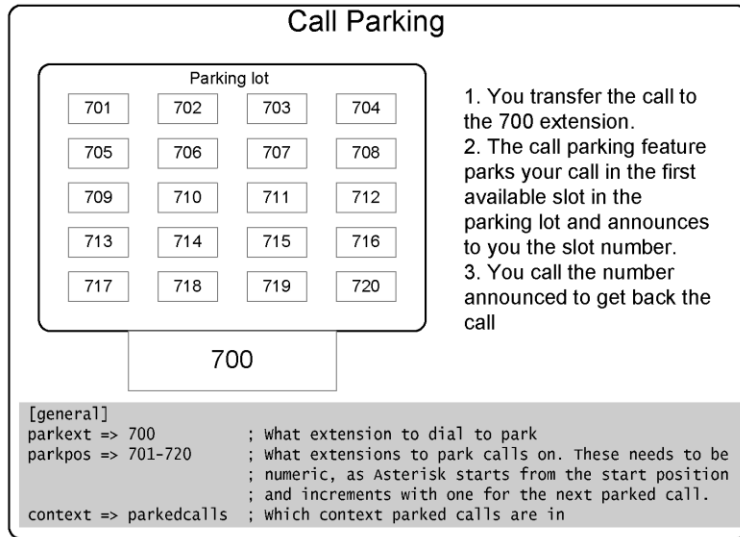 Call Parking
Parking lot
701 702 703 704
705 706 707 708
709 710 711 712
713 714 715 716
717 718 719 720
700
1. You transfer the call to
the 700 extension.
2. The call parking feature
parks your call in the first
available slot in the
parking lot and announces
to you the slot number.
3. You call the number
announced to get back the
call
[general]
parkext => 700 ; What extension to dial to park
parkpos => 701-720 ; What extensions to park calls on. These needs to be
; numeric, as Asterisk starts from the start position
; and increments with one for the next parked call.
context => parkedcalls ; Which context parked calls are in